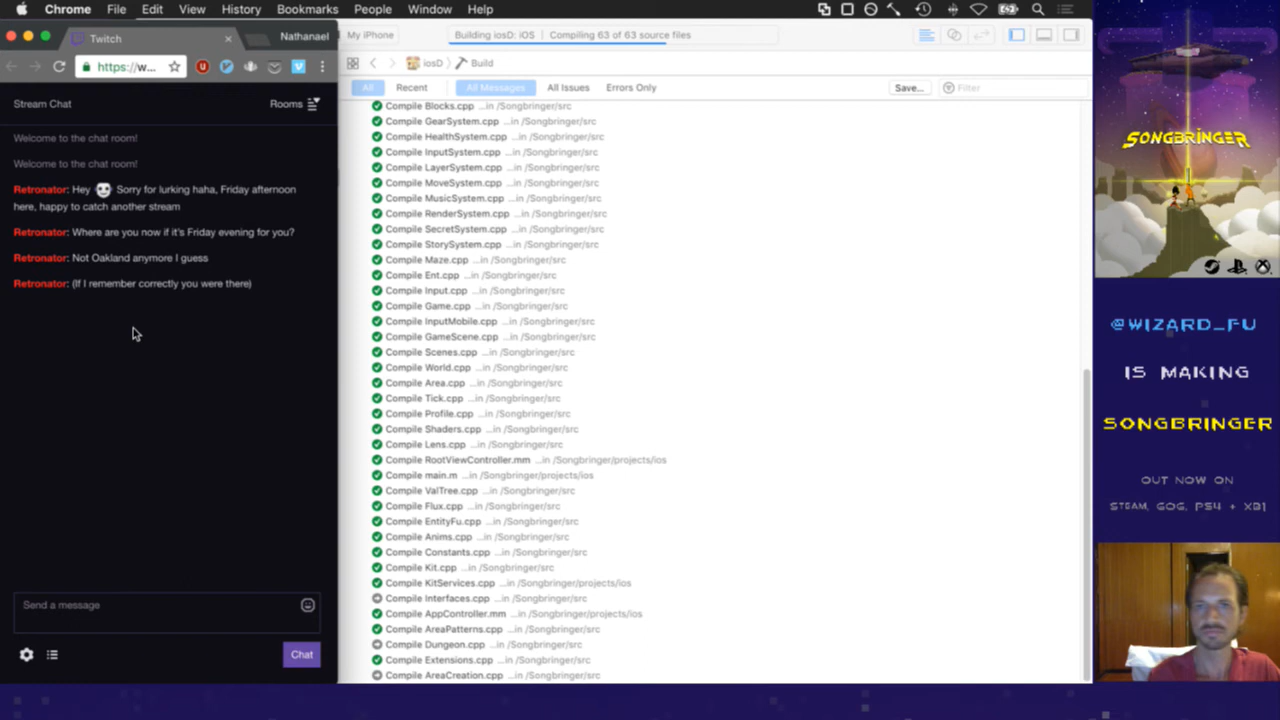 Chrome File Edit View History Bookmarks People Window Help
Twitch
Nathanael
https://w...
Stream Chat
Rooms
Welcome to the chat room!
Welcome to the chat room!
Retronator: Hey Sorry for lurking haha, Friday afternoon
here, happy to catch another stream
Retronator: Where are you now if it's Friday evening for you?
Retronator: Not Oakland anymore I guess
Retronator: (If I remember correctly you were there)
Send a message
Chat
My iPhone
Building iosD: iOS Compiling 63 of 63 source files
iosD Build
All Recent All Messages All Issues Errors Only
Save...
Filter
Compile Blocks.cpp ...in /Songbringer/src
Compile GearSystem.cpp ...in /Songbringer/src
Compile HealthSystem.cpp ...in /Songbringer/src
Compile InputSystem.cpp ...in /Songbringer/src
Compile LayerSystem.cpp ...in /Songbringer/src
Compile MoveSystem.cpp ...in /Songbringer/src
Compile MusicSystem.cpp ...in /Songbringer/src
Compile RenderSystem.cpp ...in /Songbringer/src
Compile SecretSystem.cpp ...in /Songbringer/src
Compile StorySystem.cpp ...in /Songbringer/src
Compile Maze.cpp ...in /Songbringer/src
Compile Ent.cpp ...in /Songbringer/src
Compile Input.cpp ...in /Songbringer/src
Compile Game.cpp ...in /Songbringer/src
Compile InputMobile.cpp ...in /Songbringer/src
Compile GameScene.cpp ...in /Songbringer/src
Compile Scenes.cpp ...in /Songbringer/src
Compile World.cpp ...in /Songbringer/src
Compile Area.cpp ...in /Songbringer/src
Compile Tick.cpp ...in /Songbringer/src
Compile Profile.cpp ...in /Songbringer/src
Compile Shaders.cpp ...in /Songbringer/src
Compile Lens.cpp ...in /Songbringer/src
Compile RootViewController.mm ...in /Songbringer/projects/ios
Compile main.m ...in /Songbringer/projects/ios
Compile ValTree.cpp ...in /Songbringer/src
Compile Flux.cpp ...in /Songbringer/src
Compile EntityFu.cpp ...in /Songbringer/src
Compile Anims.cpp ...in /Songbringer/src
Compile Constants.cpp ...in /Songbringer/src
Compile Kit.cpp ...in /Songbringer/src
Compile KitServices.cpp ...in /Songbringer/projects/ios
Compile Interfaces.cpp ...in /Songbringer/src
Compile AppController.mm ...in /Songbringer/projects/ios
Compile AreaPatterns.cpp ...in /Songbringer/src
Compile Dungeon.cpp ...in /Songbringer/src
Compile Extensions.cpp ...in /Songbringer/src
Compile AreaCreation.cpp ...in /Songbringer/src
SONGBRINGER
@WIZARD_FU
IS MAKING
SONGBRINGER
OUT NOW ON
STEAM, GOG, PS4 + XB1